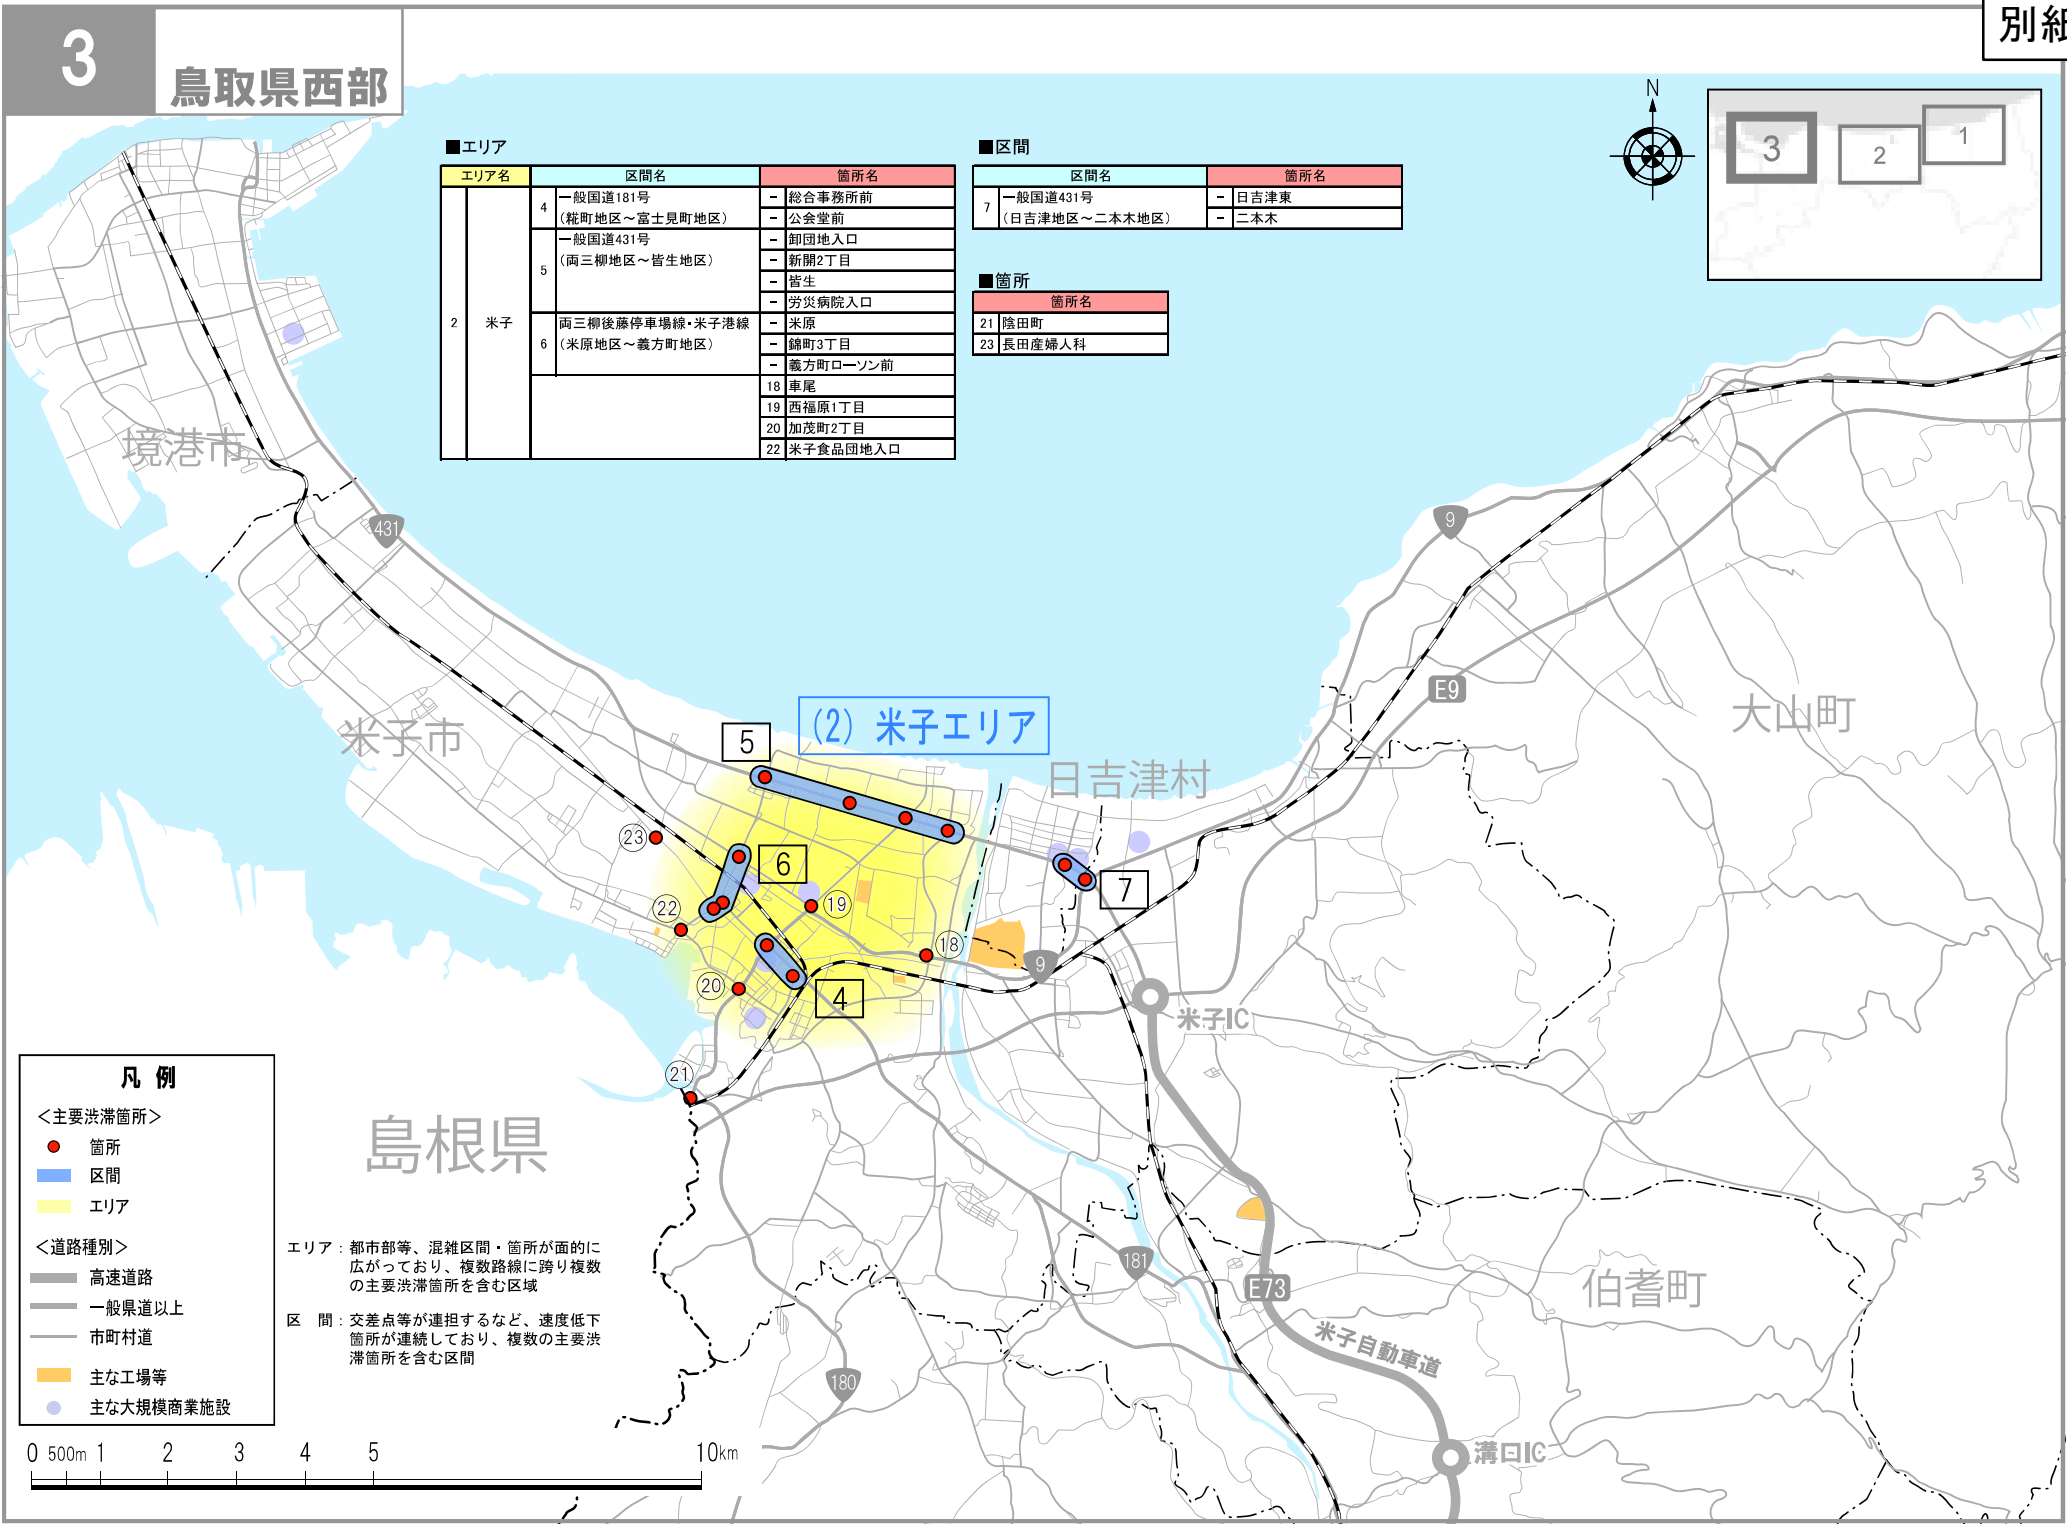 3
鳥取県西部
別紙
N
3
2
1
■エリア
エリア名 区間名 箇所名
2 米子
4 一般国道181号
(糀町地区～富士見町地区)
- 総合事務所前
- 公会堂前
5 一般国道431号
(両三柳地区～皆生地区)
- 卸団地入口
- 新開2丁目
- 皆生
- 労災病院入口
6 両三柳後藤停車場線・米子港線
(米原地区～義方町地区)
- 米原
- 錦町3丁目
- 義方町ローソン前
18 車尾
19 西福原1丁目
20 加茂町2丁目
22 米子食品団地入口
■区間
区間名 箇所名
7 一般国道431号
(日吉津地区～二本木地区)
- 日吉津東
- 二本木
■箇所
箇所名
21 陰田町
23 長田産婦人科
境港市
431
9
E9
大山町
米子市
5
(2) 米子エリア
日吉津村
23
6
7
22
19
18
9
20
4
米子IC
21
島根県
181
E73
伯耆町
米子自動車道
180
溝口IC
凡 例
＜主要渋滞箇所＞
箇所
区間
エリア
＜道路種別＞
高速道路
一般県道以上
市町村道
主な工場等
主な大規模商業施設
エリア：都市部等、混雑区間・箇所が面的に
広がっており、複数路線に跨り複数
の主要渋滞箇所を含む区域
区 間：交差点等が連担するなど、速度低下
箇所が連続しており、複数の主要渋
滞箇所を含む区間
0 500m 1 2 3 4 5 10km